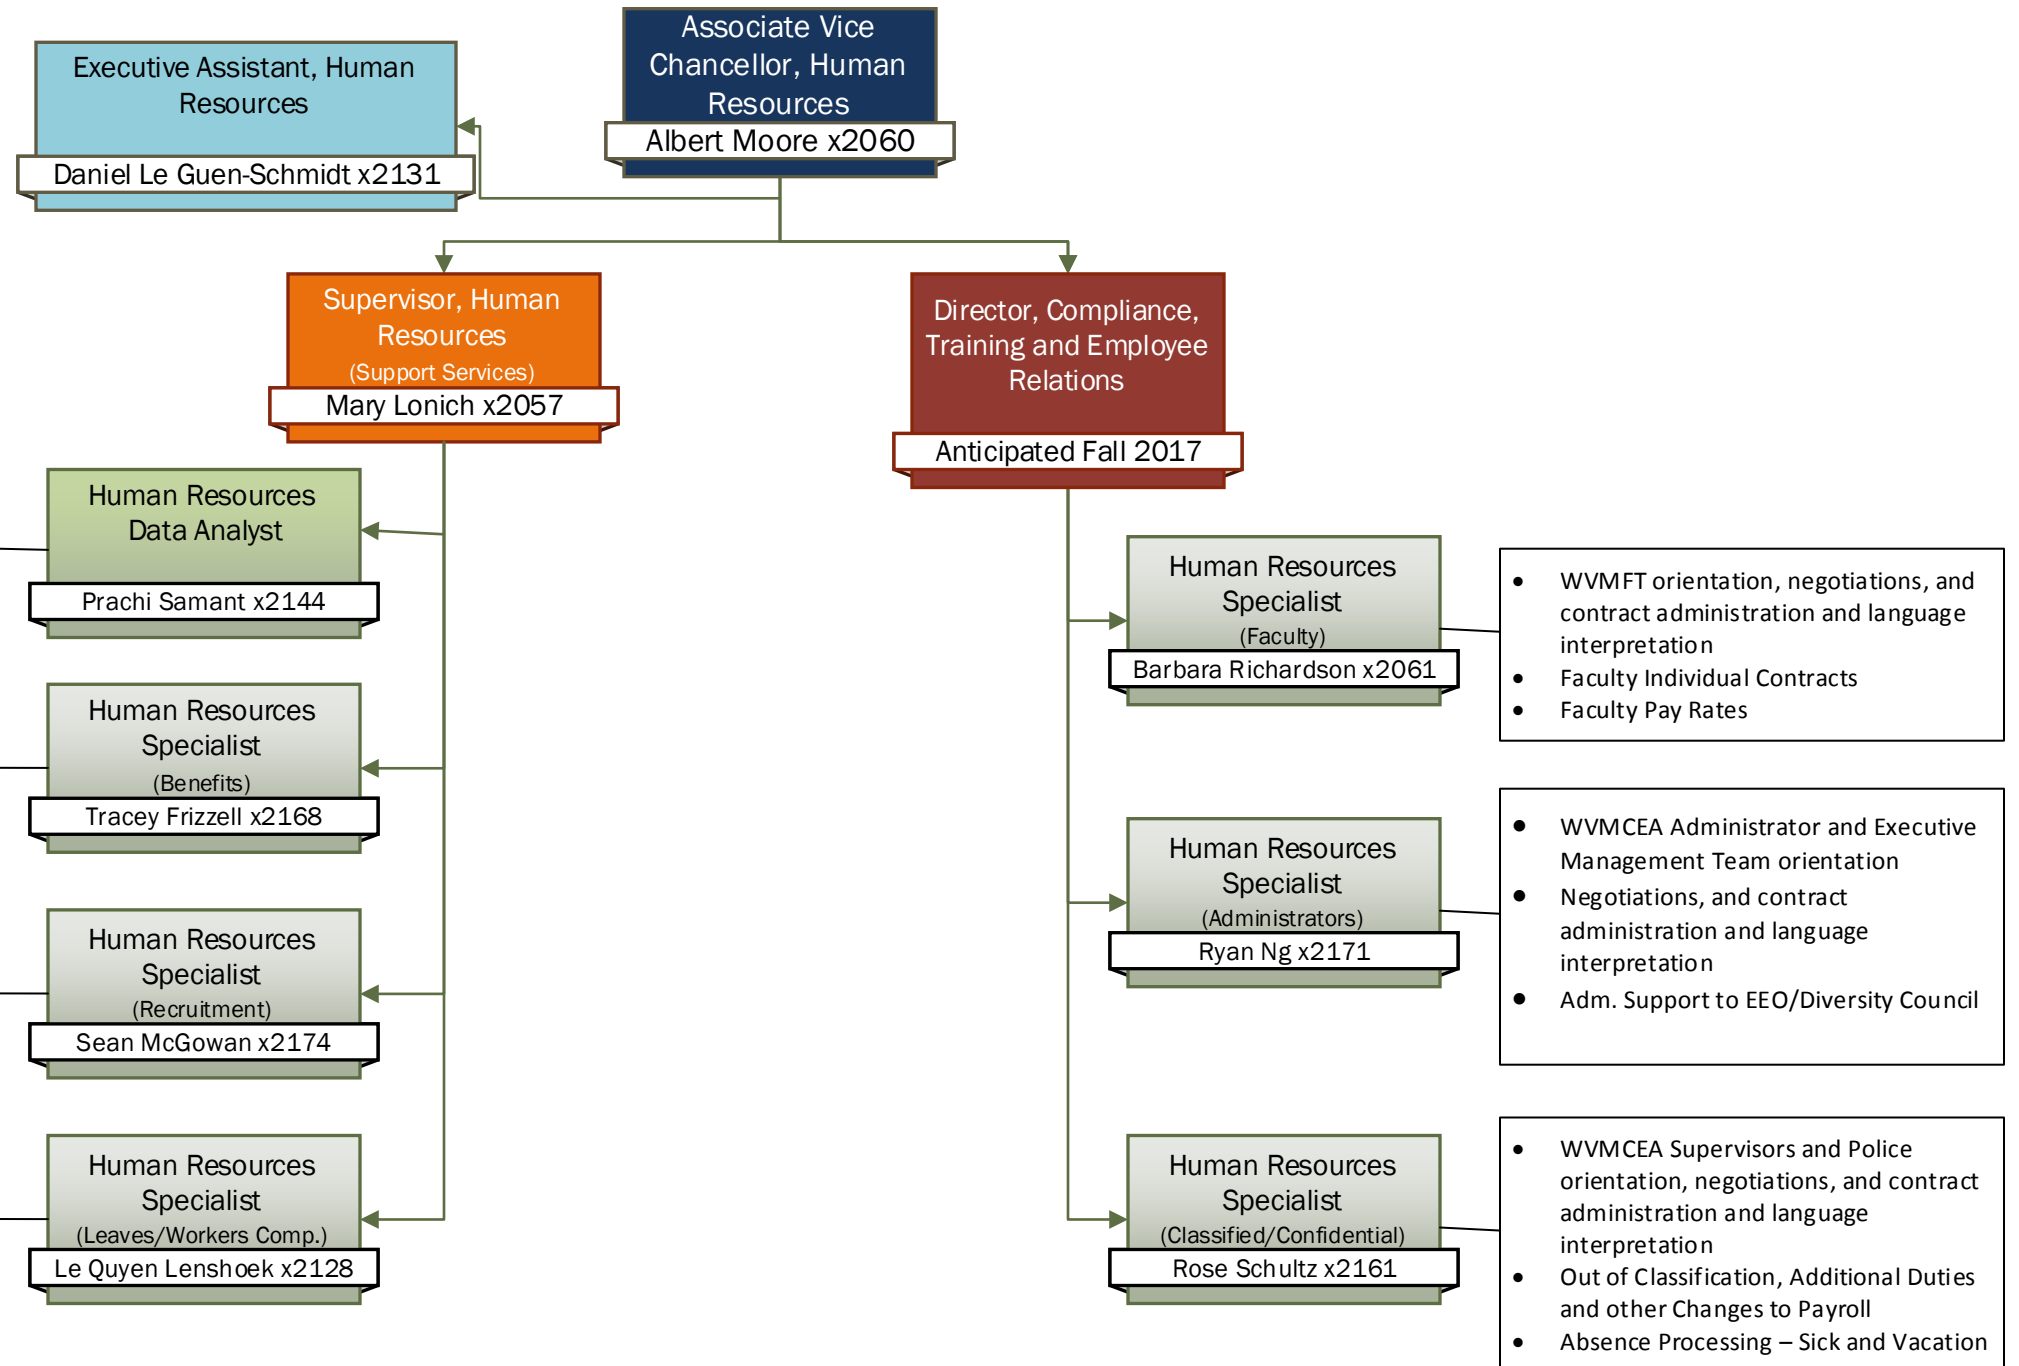 Associate Vice
Chancellor, Human
Resources
Albert Moore x2060
Executive Assistant, Human
Resources
Daniel Le Guen-Schmidt x2131
Supervisor, Human
Resources
(Support Services)
Mary Lonich x2057
Director, Compliance,
Training and Employee
Relations
Anticipated Fall 2017
Human Resources
Data Analyst
Prachi Samant x2144
Human Resources
Specialist
(Benefits)
Tracey Frizzell x2168
Human Resources
Specialist
(Recruitment)
Sean McGowan x2174
Human Resources
Specialist
(Leaves/Workers Comp.)
Le Quyen Lenshoek x2128
Human Resources
Specialist
(Faculty)
Barbara Richardson x2061
• WVMFT orientation, negotiations, and
contract administration and language
interpretation
• Faculty Individual Contracts
• Faculty Pay Rates
Human Resources
Specialist
(Administrators)
Ryan Ng x2171
• WVMCEA Administrator and Executive
Management Team orientation
• Negotiations, and contract
administration and language
interpretation
• Adm. Support to EEO/Diversity Council
Human Resources
Specialist
(Classified/Confidential)
Rose Schultz x2161
• WVMCEA Supervisors and Police
orientation, negotiations, and contract
administration and language
interpretation
• Out of Classification, Additional Duties
and other Changes to Payroll
• Absence Processing – Sick and Vacation